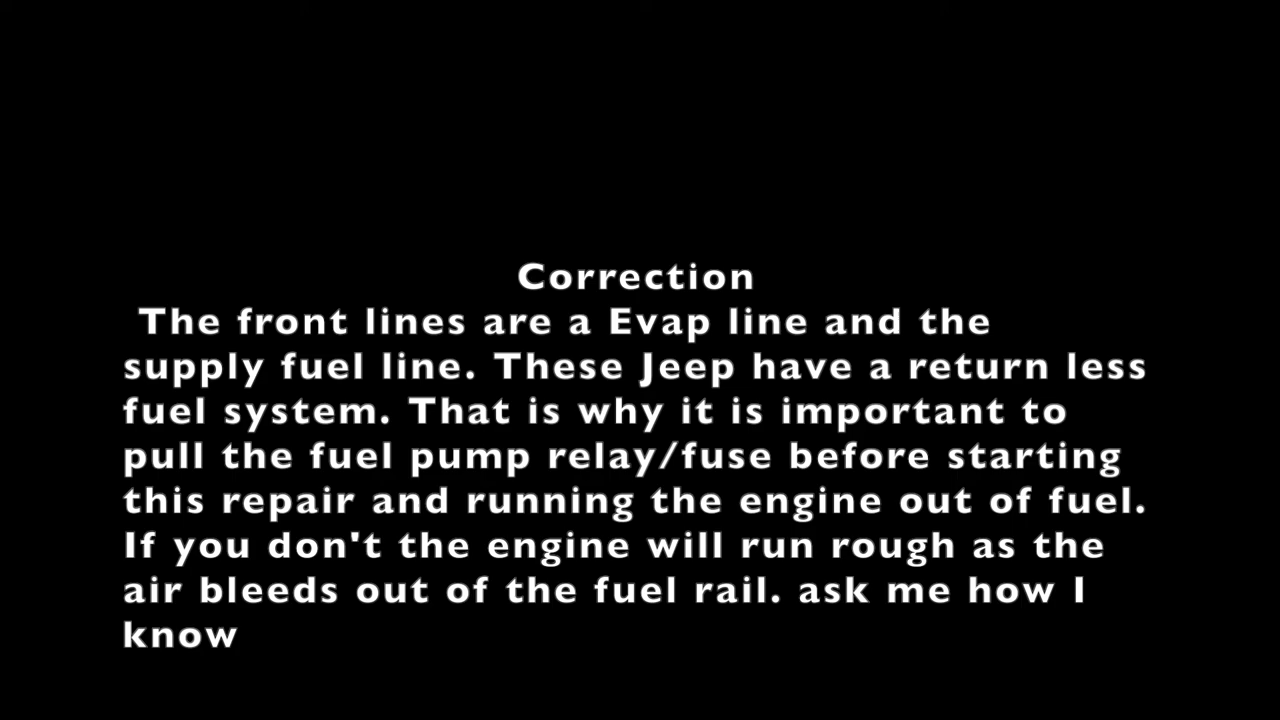 Correction
The front lines are a Evap line and the
supply fuel line. These Jeep have a return less
fuel system. That is why it is important to
pull the fuel pump relay/fuse before starting
this repair and running the engine out of fuel.
If you don't the engine will run rough as the
air bleeds out of the fuel rail. ask me how I
know